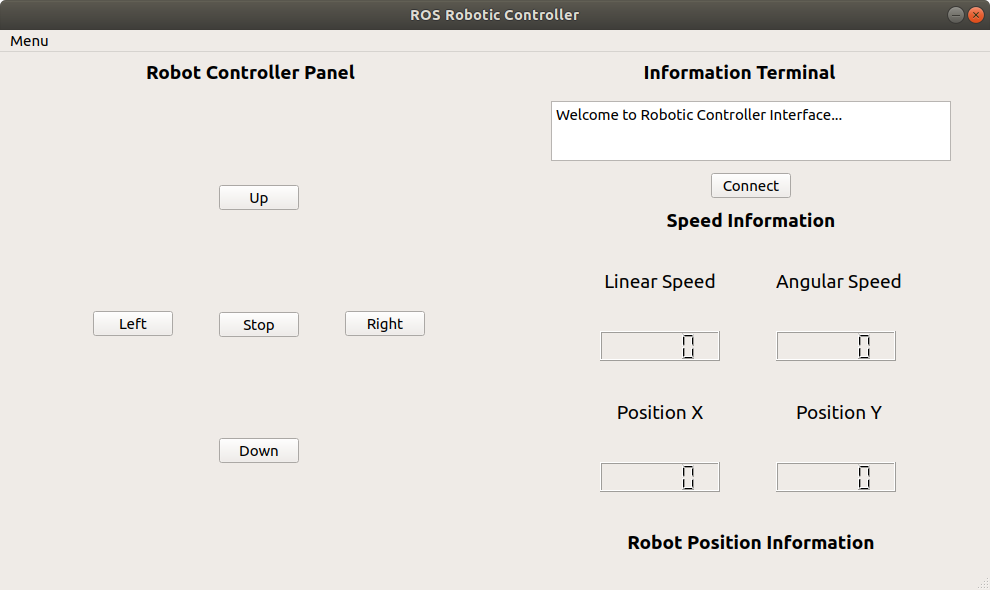 ROS Robotic Controller
Menu
Robot Controller Panel
Up
Left
Stop
Right
Down
Information Terminal
Welcome to Robotic Controller Interface...
Connect
Speed Information
Linear Speed
Angular Speed
0
0
Position X
Position Y
0
0
Robot Position Information